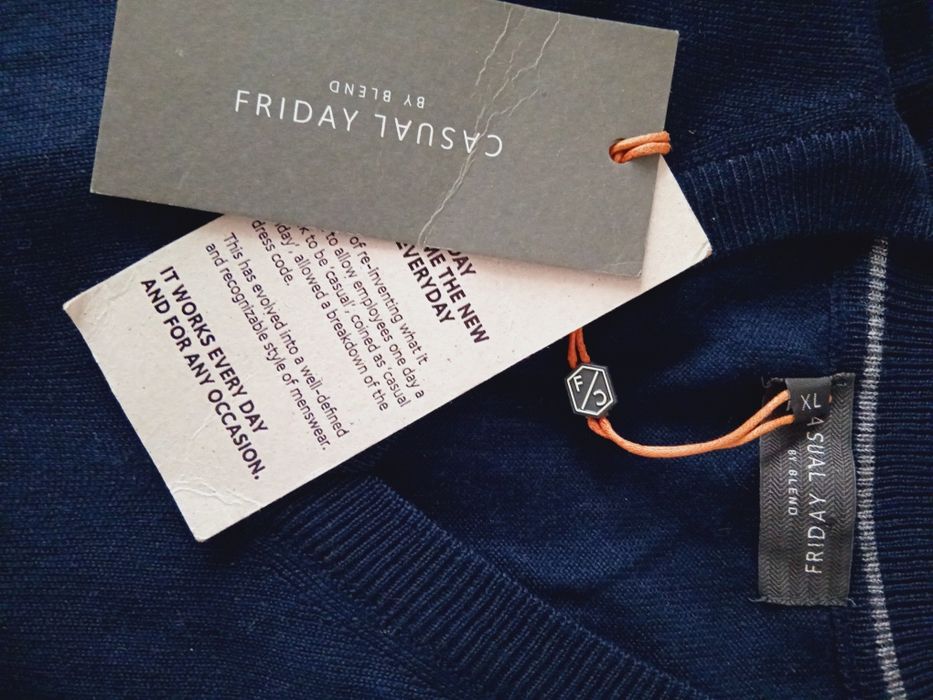 CASUAL FRIDAY
BY BLEND
DAY
ME THE NEW
EVERYDAY
of re-inventing what it
to allow employees one day a
k to be 'casual', coined as 'casual
day', allowed a breakdown of the
dress code.
This has evolved into a well-defined
and recognizable style of menswear.
IT WORKS EVERY DAY
AND FOR ANY OCCASION.
F/C
XL
CASUAL FRIDAY
BY BLEND